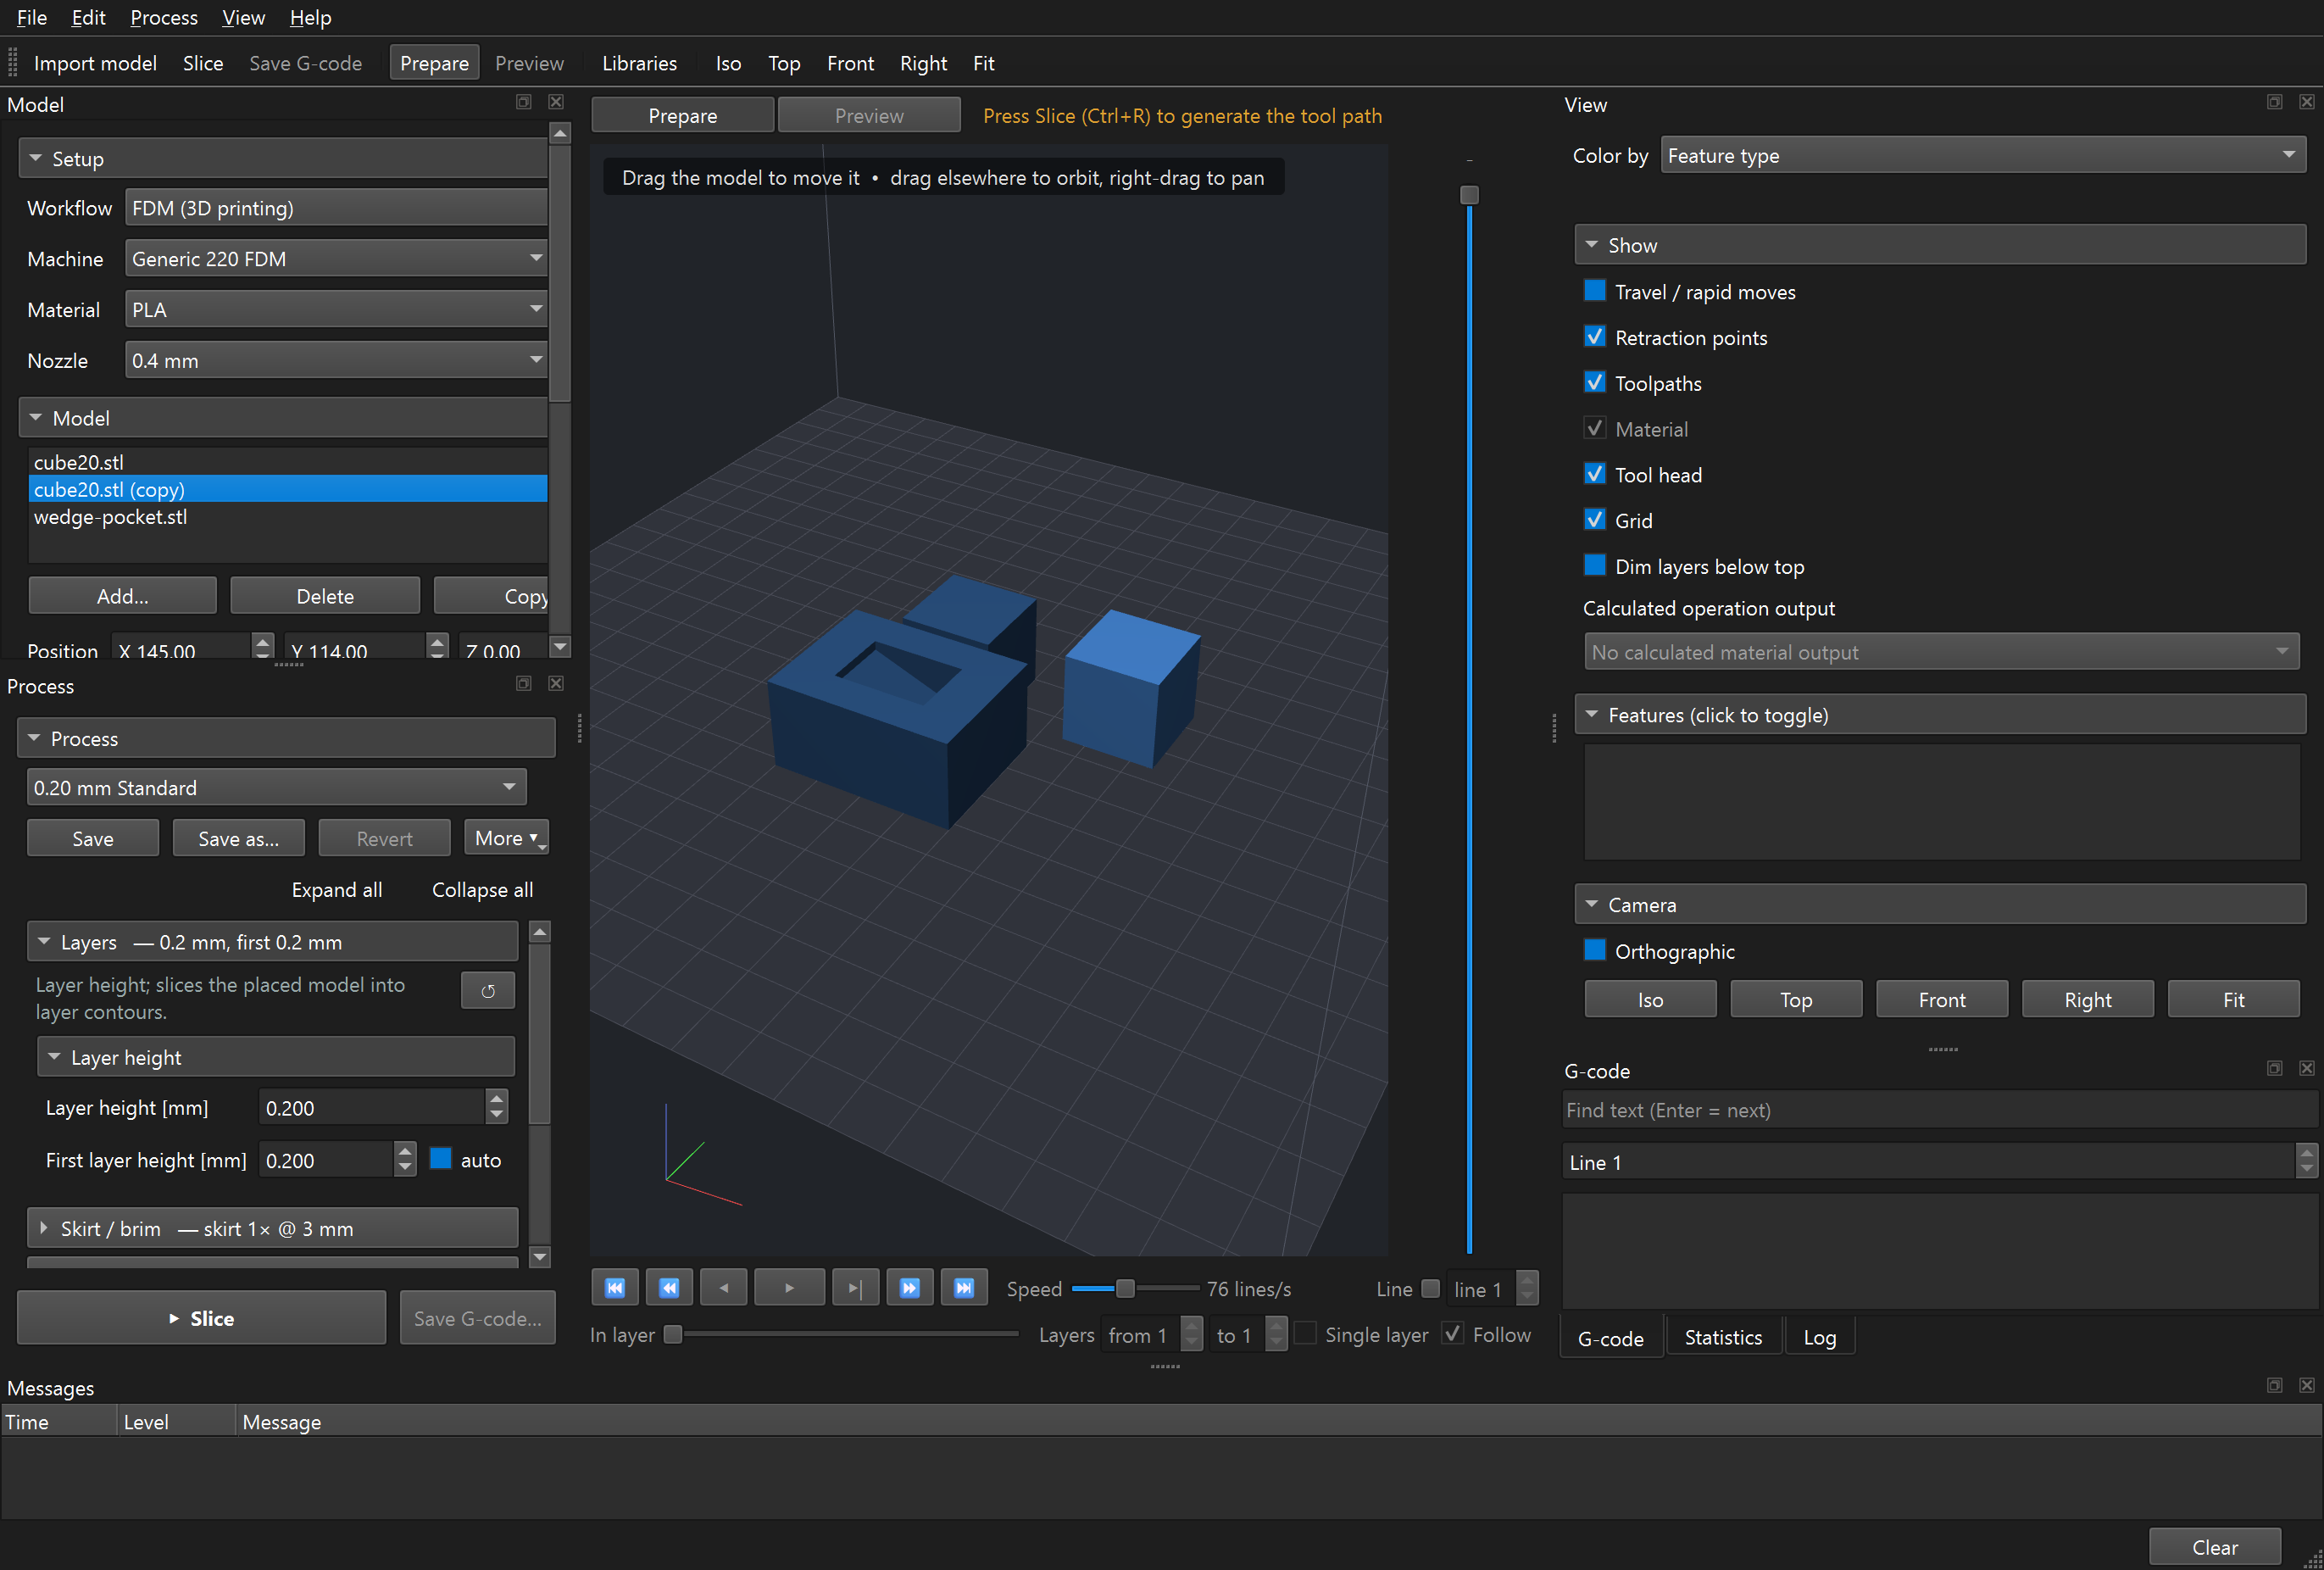 File Edit Process View Help
Import model Slice Save G-code Prepare Preview Libraries Iso Top Front Right Fit
Model
Setup
Workflow FDM (3D printing)
Machine Generic 220 FDM
Material PLA
Nozzle 0.4 mm
Model
cube20.stl
cube20.stl (copy)
wedge-pocket.stl
Add... Delete Copy
Position X 145.00 Y 114.00 Z 0.00
Process
Process
0.20 mm Standard
Save Save as... Revert More
Expand all Collapse all
Layers — 0.2 mm, first 0.2 mm
Layer height; slices the placed model into
layer contours.
Layer height
Layer height [mm] 0.200
First layer height [mm] 0.200 auto
Skirt / brim — skirt 1× @ 3 mm
Slice Save G-code...
Prepare Preview Press Slice (Ctrl+R) to generate the tool path
Drag the model to move it • drag elsewhere to orbit, right-drag to pan
Speed 76 lines/s Line line 1
In layer Layers from 1 to 1 Single layer Follow
View
Color by Feature type
Show
Travel / rapid moves
Retraction points
Toolpaths
Material
Tool head
Grid
Dim layers below top
Calculated operation output
No calculated material output
Features (click to toggle)
Camera
Orthographic
Iso Top Front Right Fit
G-code
Find text (Enter = next)
Line 1
G-code Statistics Log
Messages
Time Level Message
Clear